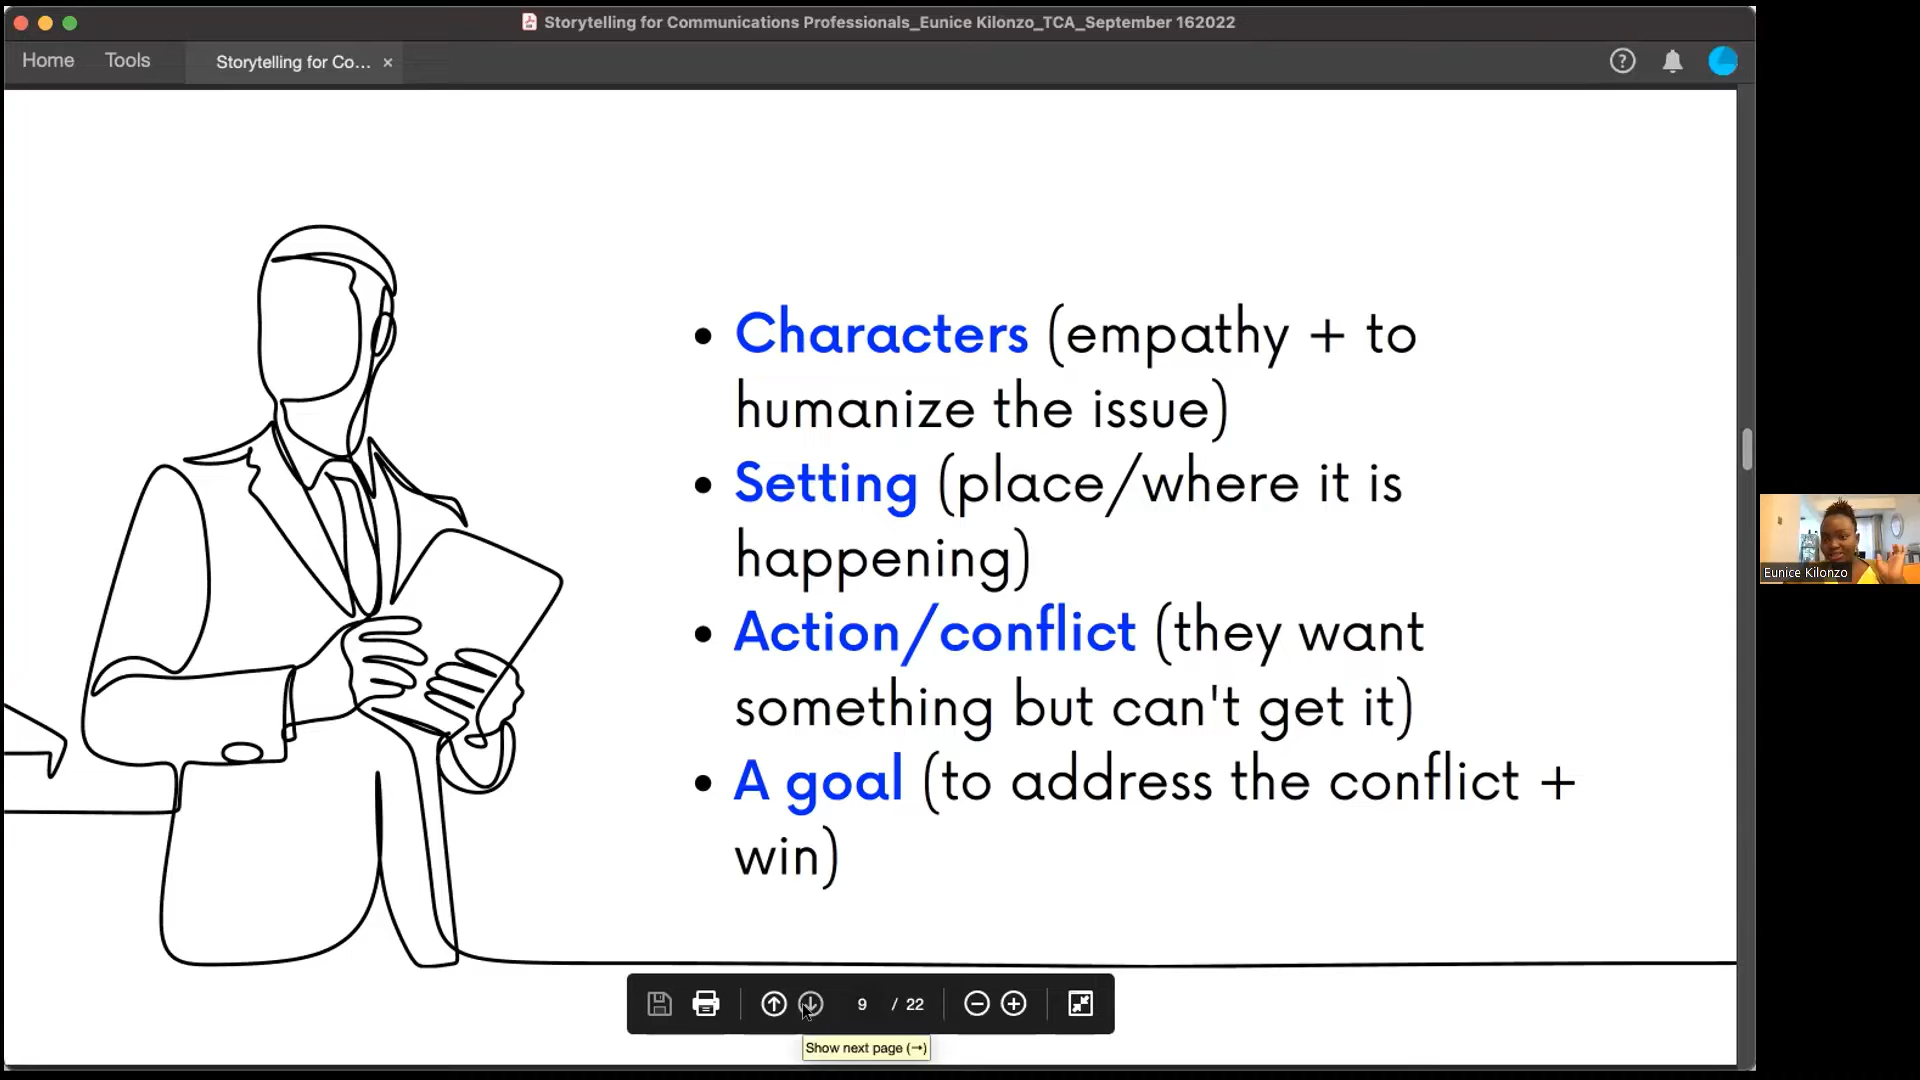 Storytelling for Communications Professionals_Eunice Kilonzo_TCA_September 162022
Home Tools Storytelling for Co... ×
• Characters (empathy + to
humanize the issue)
• Setting (place/where it is
happening)
• Action/conflict (they want
something but can't get it)
• A goal (to address the conflict +
win)
Eunice Kilonzo
9 / 22
Show next page (→)